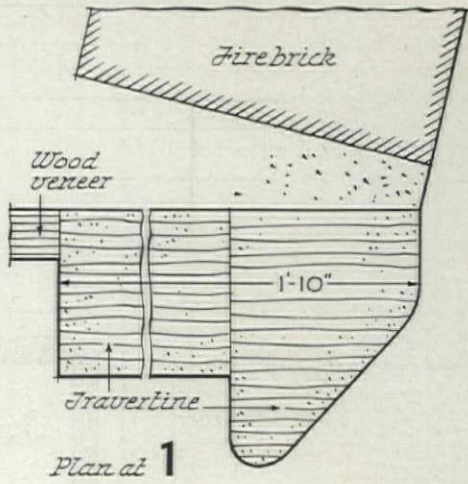 Firebrick
Wood
veneer
1'-10"
Travertine
Plan at 1